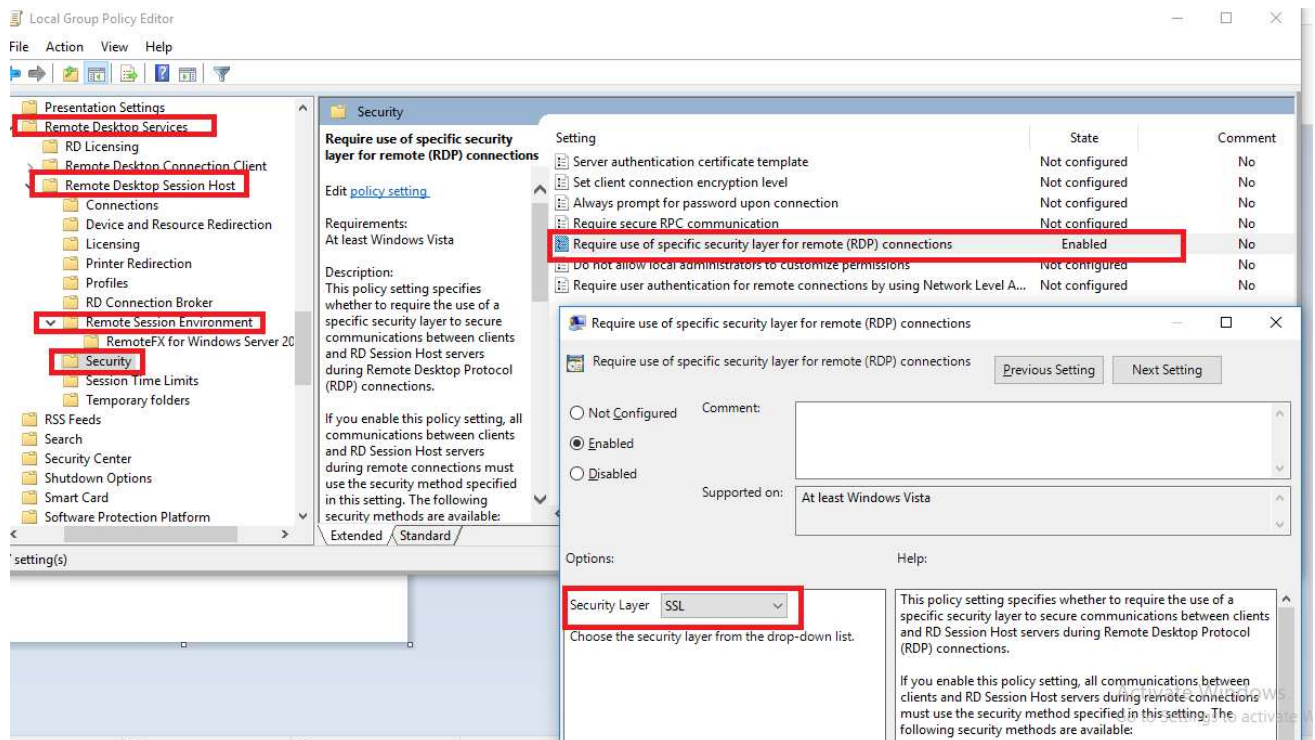 Local Group Policy Editor
File Action View Help
Presentation Settings
Remote Desktop Services
RD Licensing
Remote Desktop Connection Client
Remote Desktop Session Host
Connections
Device and Resource Redirection
Licensing
Printer Redirection
Profiles
RD Connection Broker
Remote Session Environment
RemoteFX for Windows Server 20
Security
Session Time Limits
Temporary folders
RSS Feeds
Search
Security Center
Shutdown Options
Smart Card
Software Protection Platform
setting(s)
Security
Require use of specific security
layer for remote (RDP) connections
Edit policy setting
Requirements:
At least Windows Vista
Description:
This policy setting specifies
whether to require the use of a
specific security layer to secure
communications between clients
and RD Session Host servers
during Remote Desktop Protocol
(RDP) connections.
If you enable this policy setting, all
communications between clients
and RD Session Host servers
during remote connections must
use the security method specified
in this setting. The following
security methods are available:
Extended Standard
Setting State Comment
Server authentication certificate template Not configured No
Set client connection encryption level Not configured No
Always prompt for password upon connection Not configured No
Require secure RPC communication Not configured No
Require use of specific security layer for remote (RDP) connections Enabled No
Do not allow local administrators to customize permissions Not configured No
Require user authentication for remote connections by using Network Level A... Not configured No
Require use of specific security layer for remote (RDP) connections
Require use of specific security layer for remote (RDP) connections
Previous Setting Next Setting
Not Configured Comment:
Enabled
Disabled
Supported on: At least Windows Vista
Options: Help:
Security Layer SSL
Choose the security layer from the drop-down list.
This policy setting specifies whether to require the use of a
specific security layer to secure communications between clients
and RD Session Host servers during Remote Desktop Protocol
(RDP) connections.
If you enable this policy setting, all communications between
clients and RD Session Host servers during remote connections
must use the security method specified in this setting. The
following security methods are available:
Activate Windows
Go to Settings to activate W